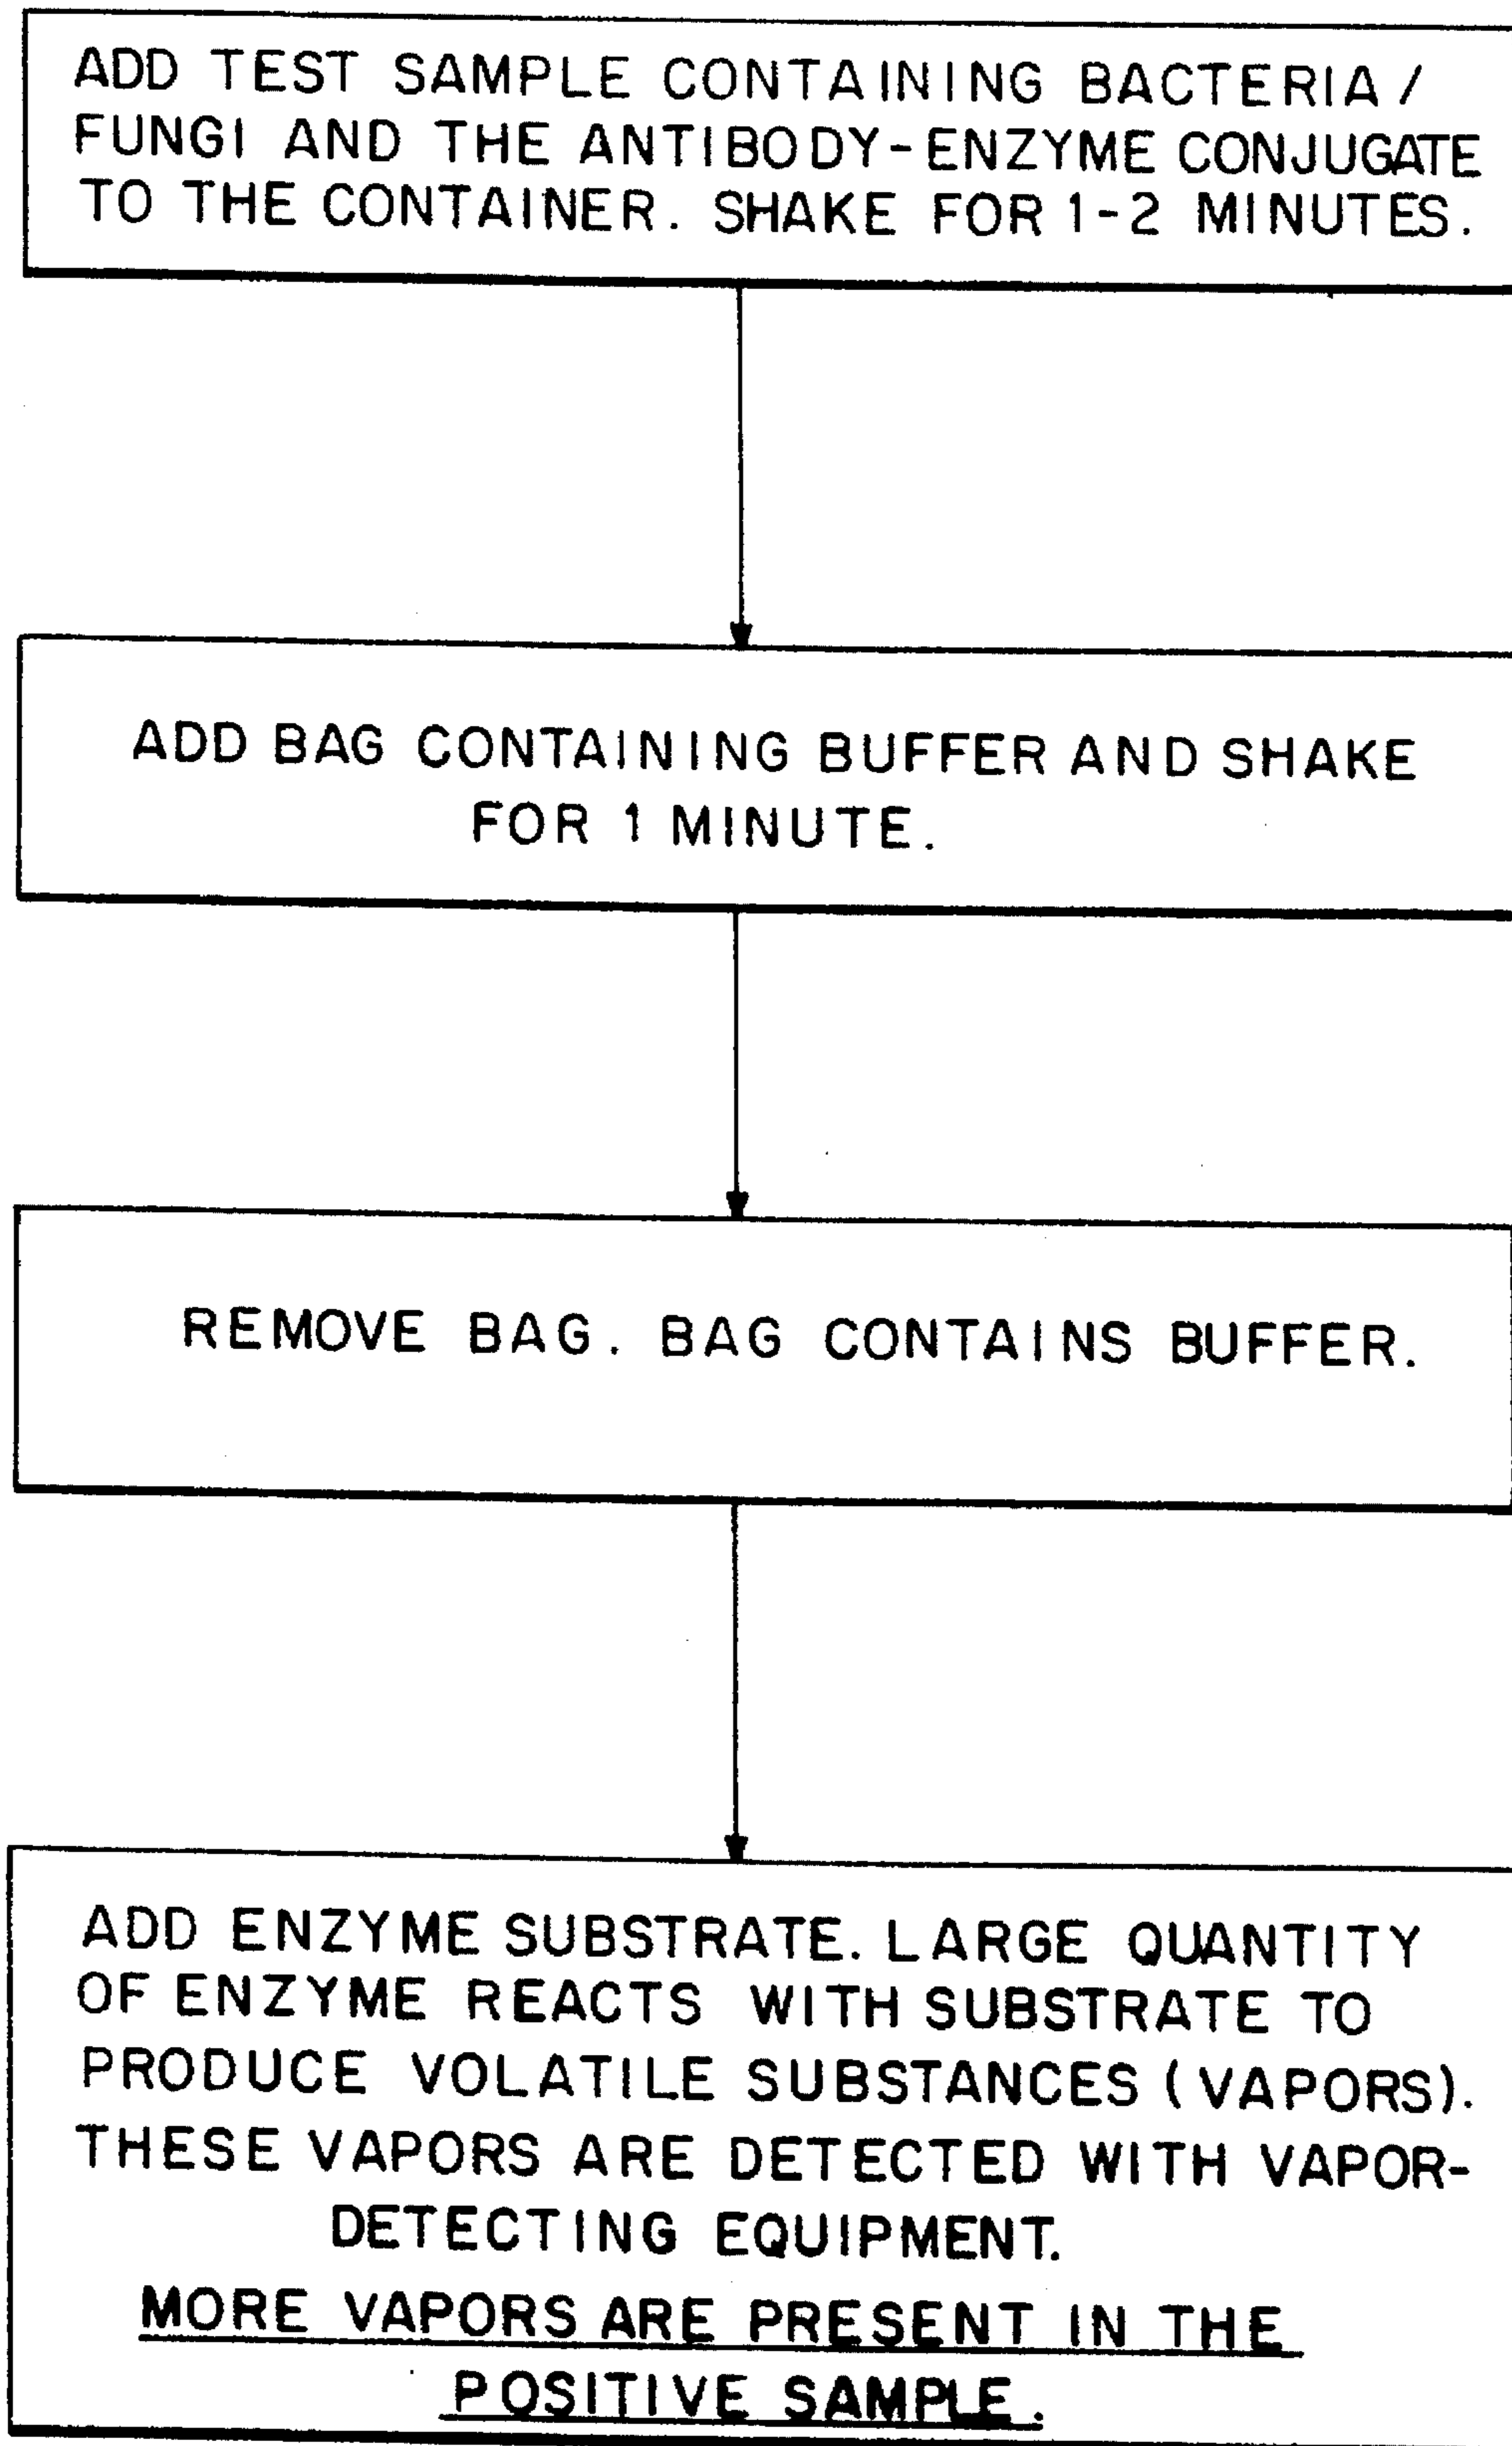 ADD TEST SAMPLE CONTAINING BACTERIA /
FUNGI AND THE ANTIBODY-ENZYME CONJUGATE
TO THE CONTAINER. SHAKE FOR 1-2 MINUTES.
ADD BAG CONTAINING BUFFER AND SHAKE
FOR 1 MINUTE.
REMOVE BAG. BAG CONTAINS BUFFER.
ADD ENZYME SUBSTRATE. LARGE QUANTITY
OF ENZYME REACTS WITH SUBSTRATE TO
PRODUCE VOLATILE SUBSTANCES (VAPORS).
THESE VAPORS ARE DETECTED WITH VAPOR-
DETECTING EQUIPMENT.
MORE VAPORS ARE PRESENT IN THE
POSITIVE SAMPLE.